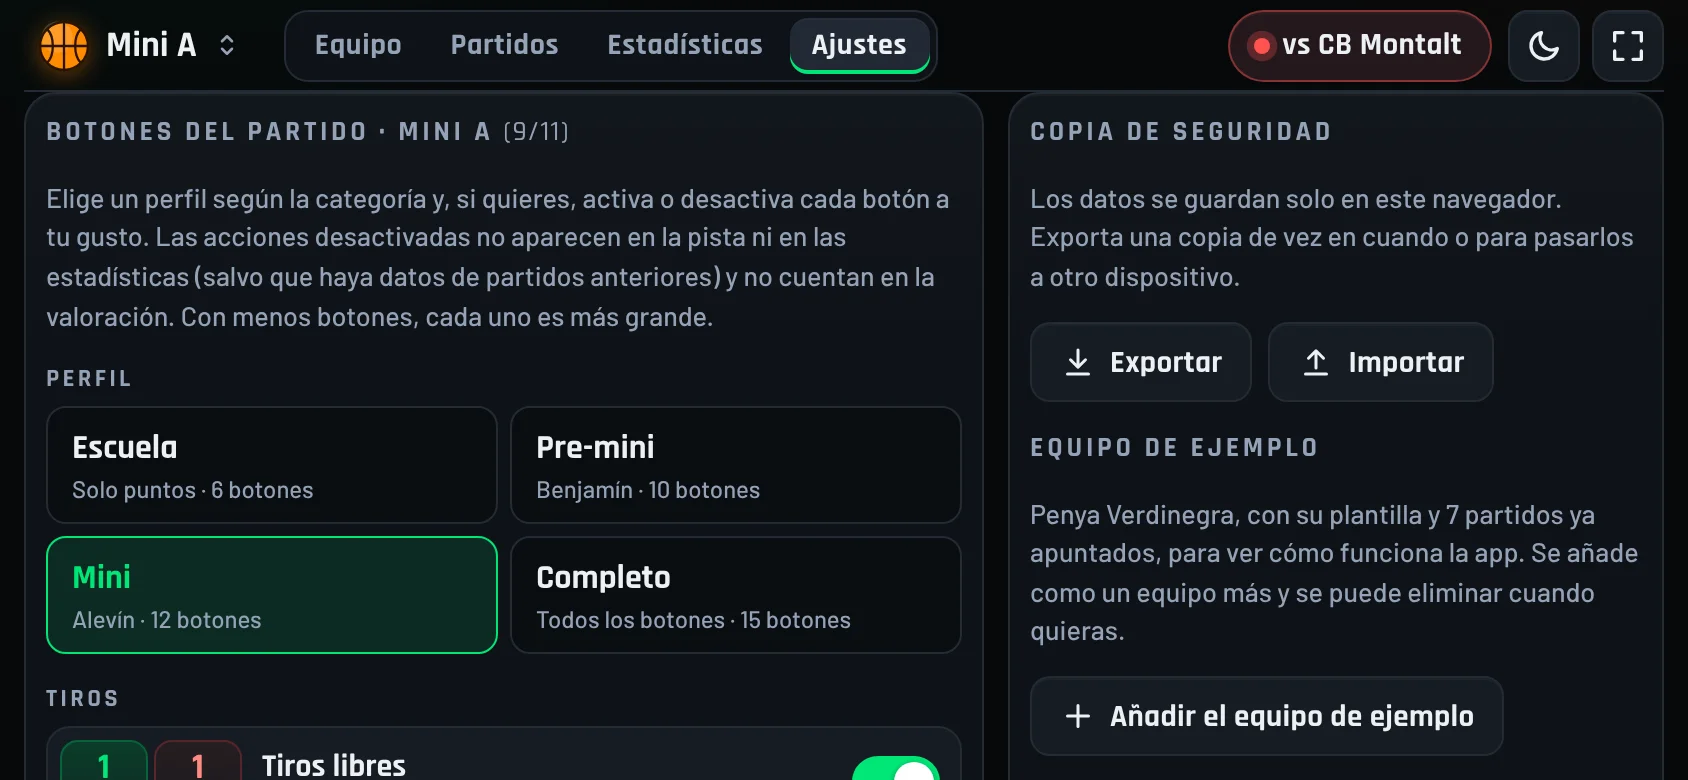 Mini A
Equipo
Partidos
Estadísticas
Ajustes
vs CB Montalt
BOTONES DEL PARTIDO · MINI A (9/11)
Elige un perfil según la categoría y, si quieres, activa o desactiva cada botón a
tu gusto. Las acciones desactivadas no aparecen en la pista ni en las
estadísticas (salvo que haya datos de partidos anteriores) y no cuentan en la
valoración. Con menos botones, cada uno es más grande.
PERFIL
Escuela
Solo puntos · 6 botones
Pre-mini
Benjamín · 10 botones
Mini
Alevín · 12 botones
Completo
Todos los botones · 15 botones
TIROS
1
1
Tiros libres
COPIA DE SEGURIDAD
Los datos se guardan solo en este navegador.
Exporta una copia de vez en cuando o para pasarlos
a otro dispositivo.
Exportar
Importar
EQUIPO DE EJEMPLO
Penya Verdinegra, con su plantilla y 7 partidos ya
apuntados, para ver cómo funciona la app. Se añade
como un equipo más y se puede eliminar cuando
quieras.
Añadir el equipo de ejemplo